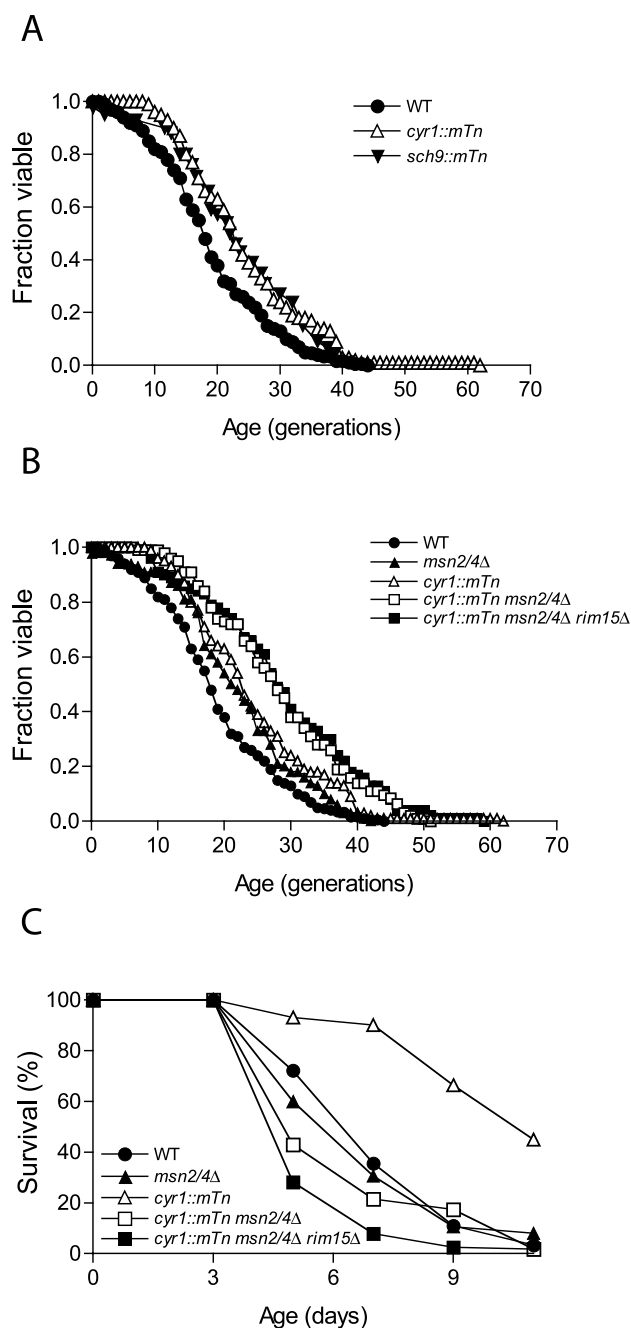 A
Fraction viable
1.0
0.8
0.6
0.4
0.2
0.0
WT
cyr1::mTn
sch9::mTn
0 10 20 30 40 50 60 70
Age (generations)
B
Fraction viable
1.0
0.8
0.6
0.4
0.2
0.0
WT
msn2/4Δ
cyr1::mTn
cyr1::mTn msn2/4Δ
cyr1::mTn msn2/4Δ rim15Δ
0 10 20 30 40 50 60 70
Age (generations)
C
Survival (%)
100
80
60
40
20
0
WT
msn2/4Δ
cyr1::mTn
cyr1::mTn msn2/4Δ
cyr1::mTn msn2/4Δ rim15Δ
0 3 6 9
Age (days)